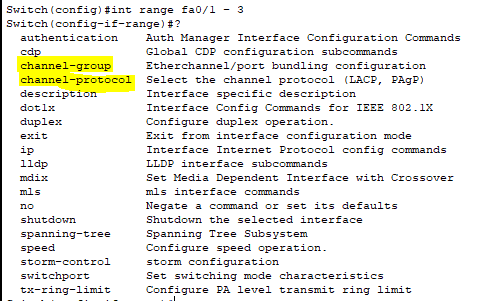 Switch(config)#int range fa0/1 - 3
Switch(config-if-range)#?
authentication Auth Manager Interface Configuration Commands
cdp Global CDP configuration subcommands
channel-group Etherchannel/port bundling configuration
channel-protocol Select the channel protocol (LACP, PAgP)
description Interface specific description
dot1x Interface Config Commands for IEEE 802.1X
duplex Configure duplex operation.
exit Exit from interface configuration mode
ip Interface Internet Protocol config commands
lldp LLDP interface subcommands
mdix Set Media Dependent Interface with Crossover
mls mls interface commands
no Negate a command or set its defaults
shutdown Shutdown the selected interface
spanning-tree Spanning Tree Subsystem
speed Configure speed operation.
storm-control storm configuration
switchport Set switching mode characteristics
tx-ring-limit Configure PA level transmit ring limit